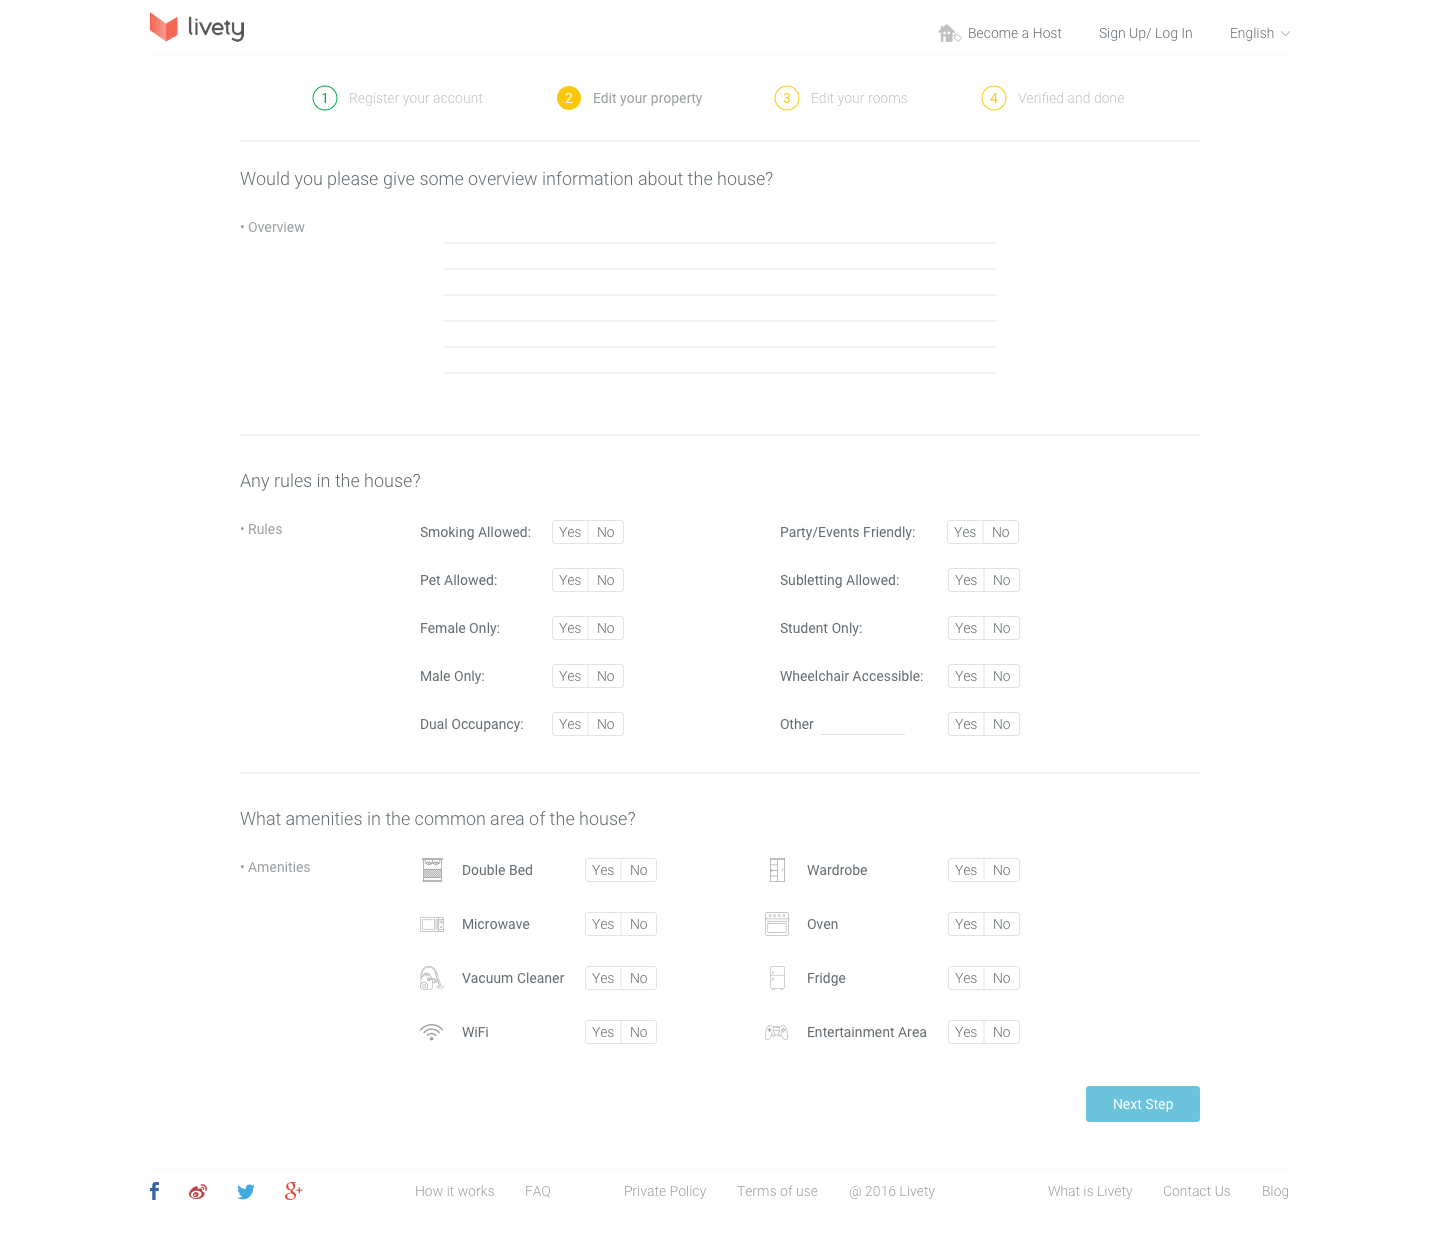 livety
Become a Host Sign Up/ Log In English
1 Register your account 2 Edit your property 3 Edit your rooms 4 Verified and done
Would you please give some overview information about the house?
• Overview
Any rules in the house?
• Rules
Smoking Allowed: Yes No Party/Events Friendly: Yes No
Pet Allowed: Yes No Subletting Allowed: Yes No
Female Only: Yes No Student Only: Yes No
Male Only: Yes No Wheelchair Accessible: Yes No
Dual Occupancy: Yes No Other Yes No
What amenities in the common area of the house?
• Amenities
Double Bed Yes No Wardrobe Yes No
Microwave Yes No Oven Yes No
Vacuum Cleaner Yes No Fridge Yes No
WiFi Yes No Entertainment Area Yes No
Next Step
How it works FAQ Private Policy Terms of use @ 2016 Livety What is Livety Contact Us Blog